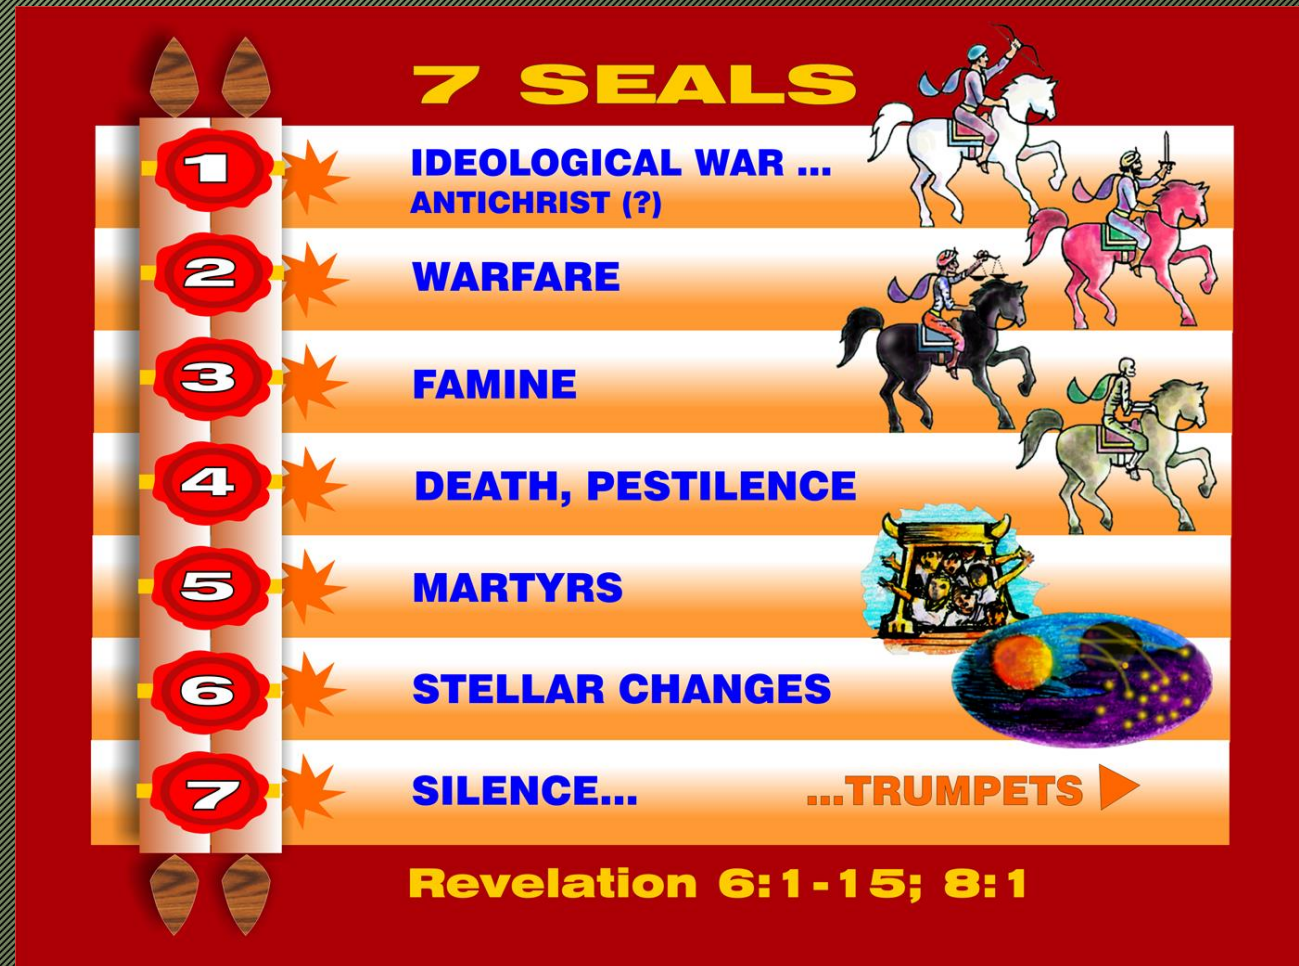 7 SEALS
1
IDEOLOGICAL WAR ...
ANTICHRIST (?)
2
WARFARE
3
FAMINE
4
DEATH, PESTILENCE
5
MARTYRS
6
STELLAR CHANGES
7
SILENCE... ...TRUMPETS
Revelation 6:1-15; 8:1